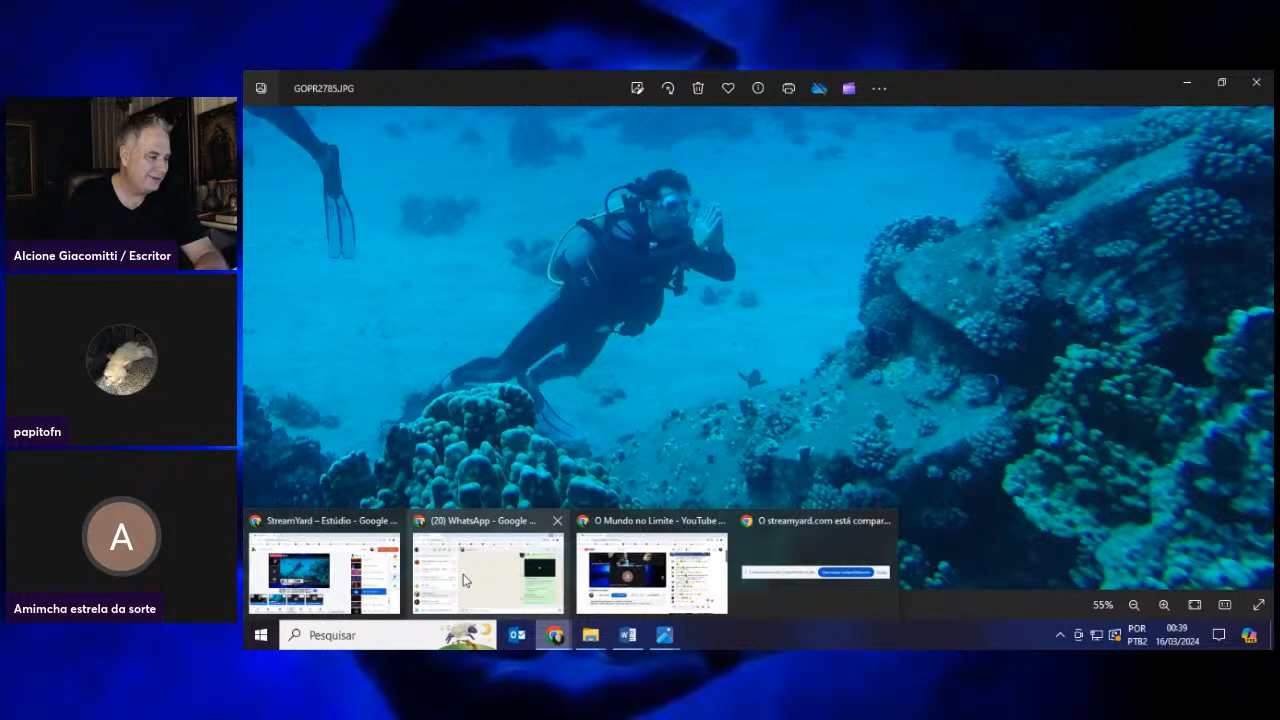 GOPR2785.JPG
Alcione Giacomitti / Escritor
papitofn
A
Amimcha estrela da sorte
StreamYard – Estúdio - Google ...
(20) WhatsApp - Google ...
O Mundo no Limite - YouTube ...
O streamyard.com está compar...
55%
Pesquisar
POR
PTB2
00:39
16/03/2024